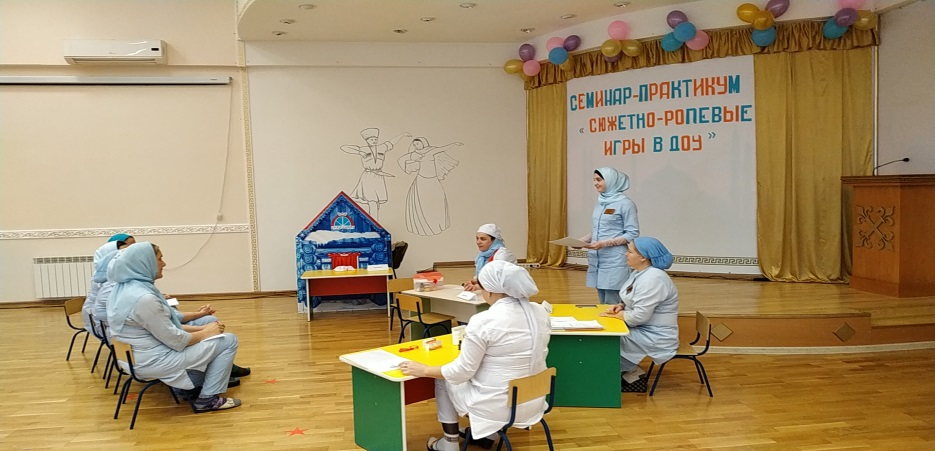 СЕМИНАР-ПРАКТИКУМ
" СЮЖЕТНО-РОЛЕВЫЕ
ИГРЫ В ДОУ "